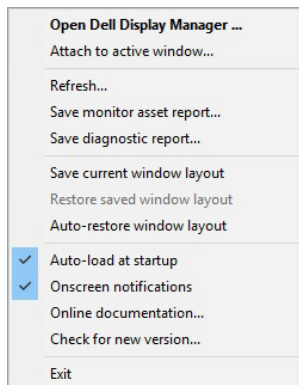 Open Dell Display Manager ...
Attach to active window...
Refresh...
Save monitor asset report...
Save diagnostic report...
Save current window layout
Restore saved window layout
Auto-restore window layout
Auto-load at startup
Onscreen notifications
Online documentation...
Check for new version...
Exit